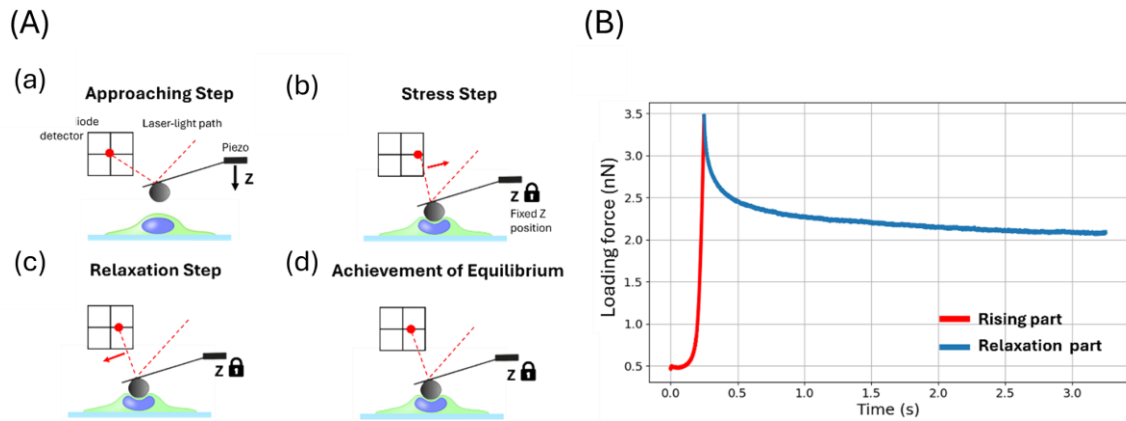 (A)
(a)
Approaching Step
iode
detector
Laser-light path
Piezo
Z
(b)
Stress Step
Z
Fixed Z
position
(c)
Relaxation Step
Z
(d)
Achievement of Equilibrium
Z
(B)
Loading force (nN)
3.5
3.0
2.5
2.0
1.5
1.0
0.5
0.0 0.5 1.0 1.5 2.0 2.5 3.0
Time (s)
Rising part
Relaxation part